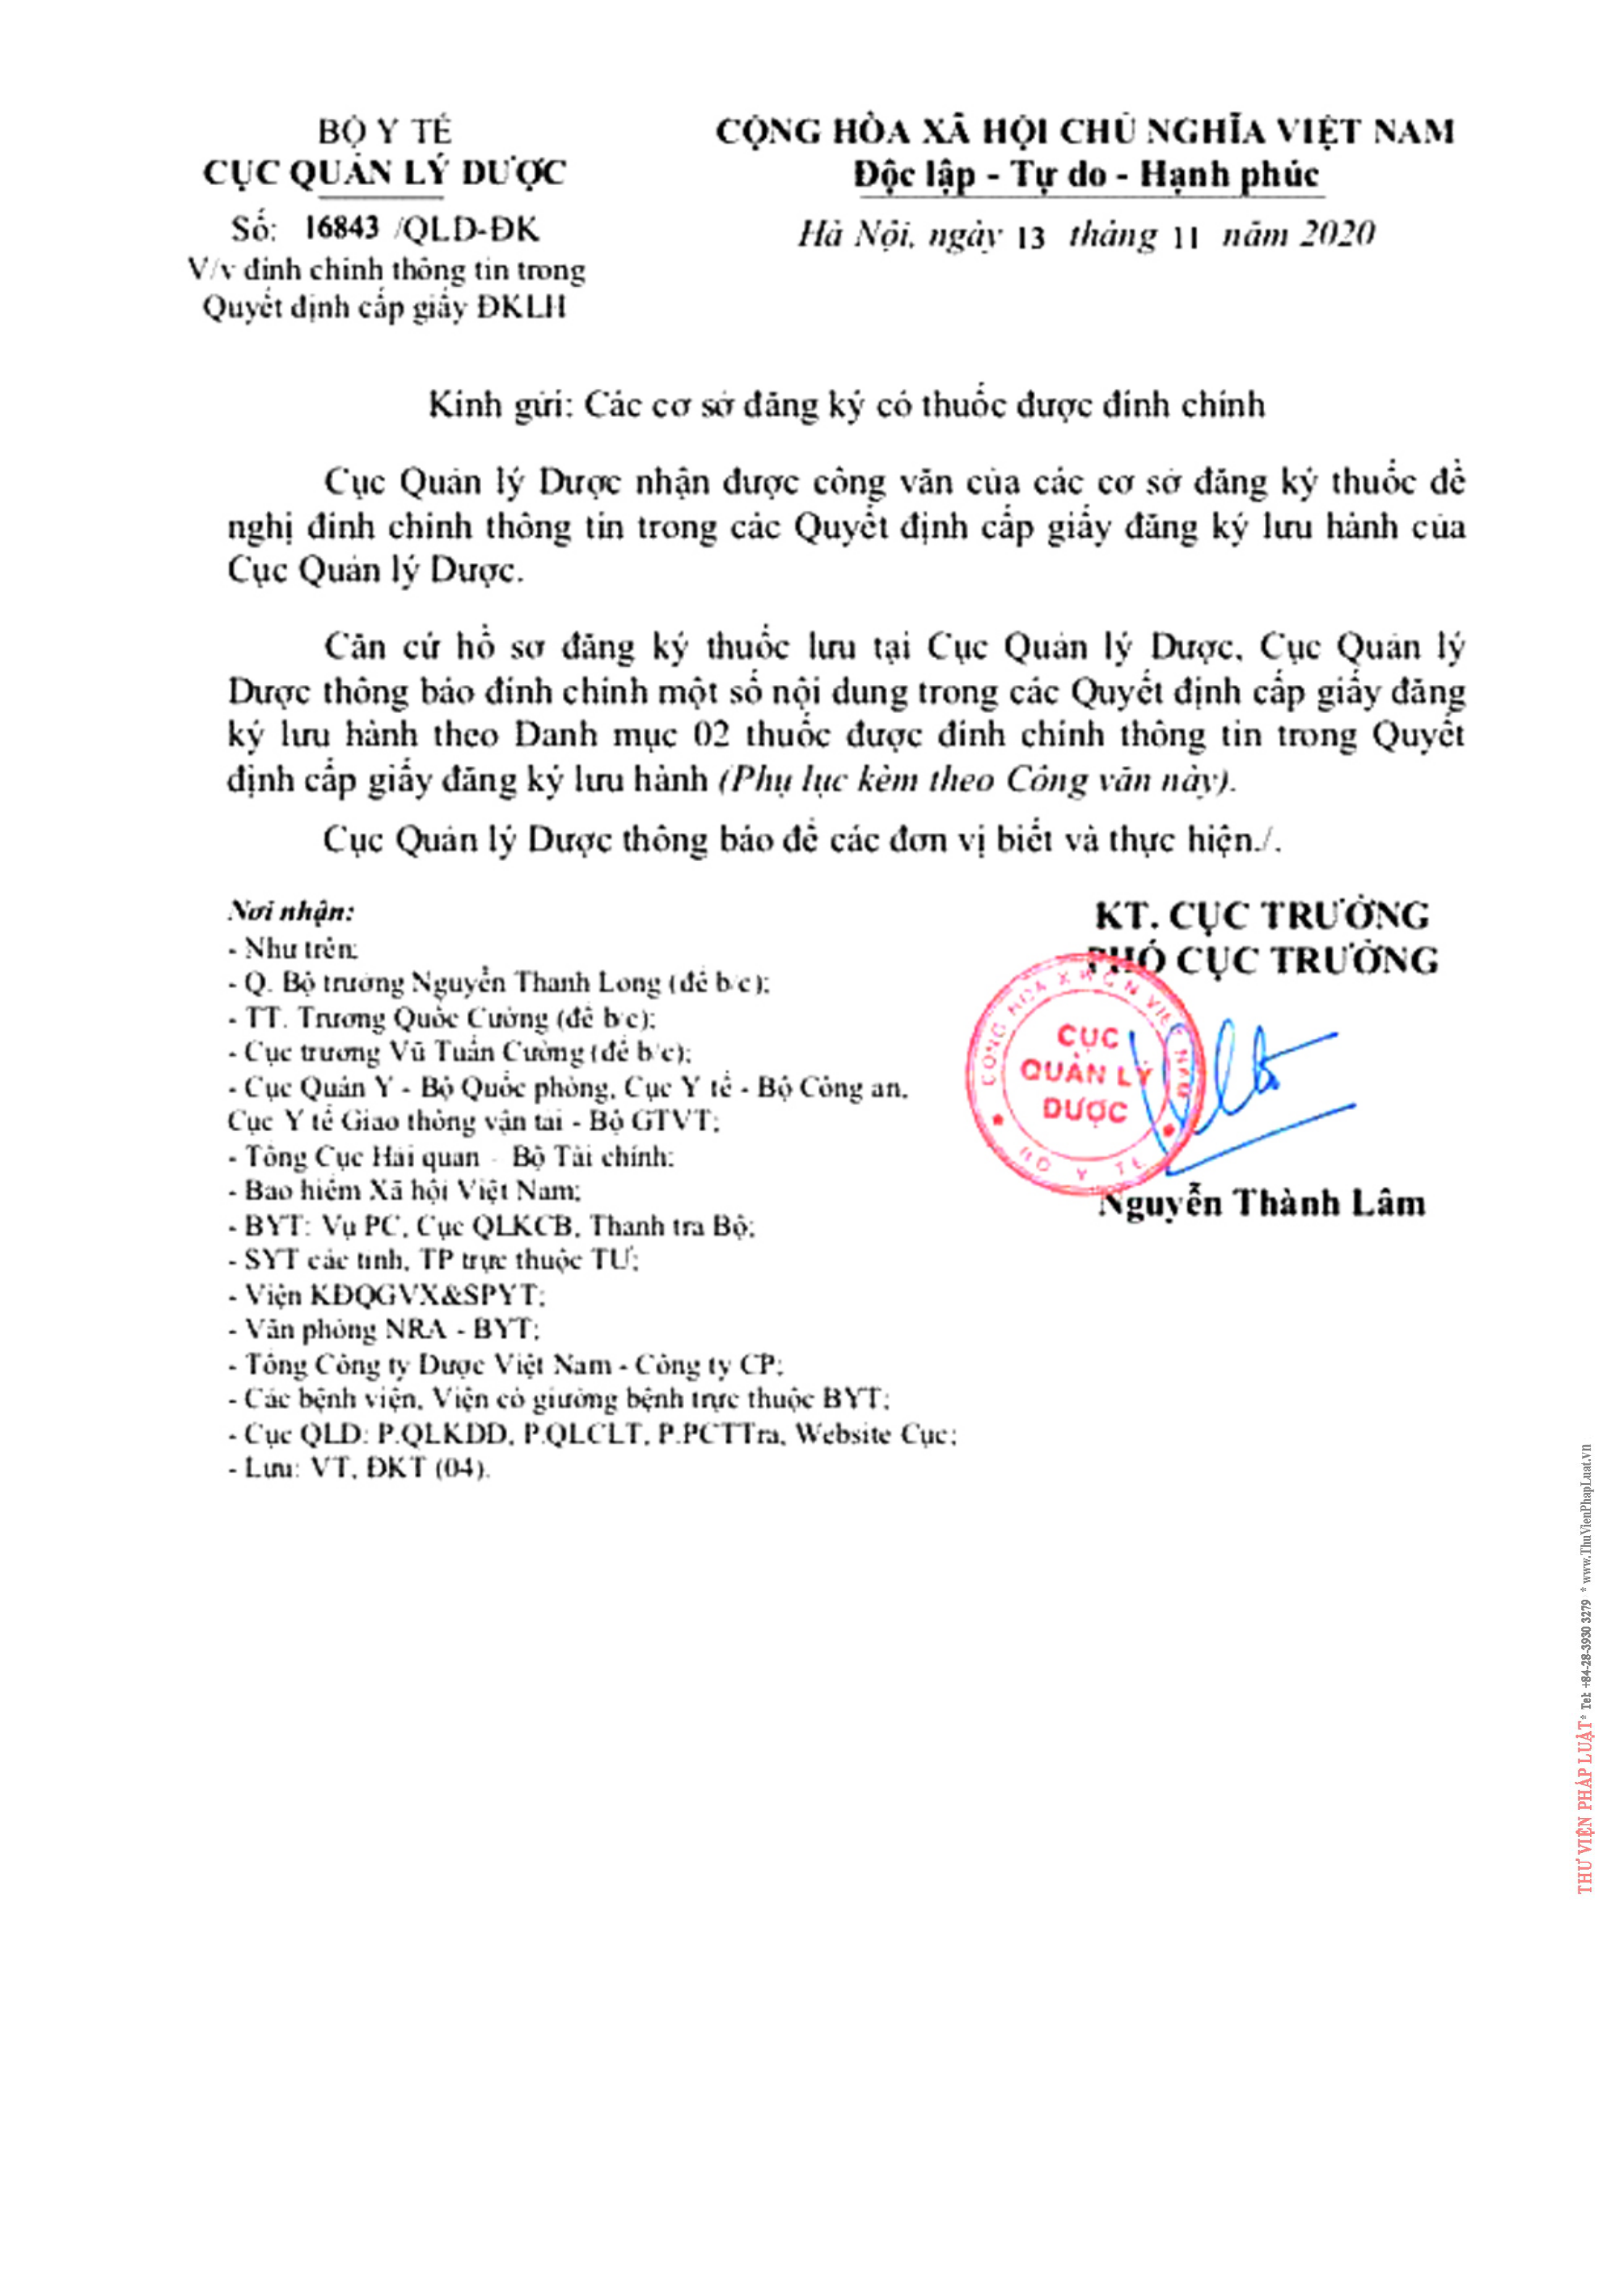 BỘ Y TẾ
CỤC QUẢN LÝ DƯỢC
Số: 16843 /QLD-ĐK
V/v đính chính thông tin trong
Quyết định cấp giấy ĐKLH
CỘNG HÒA XÃ HỘI CHỦ NGHĨA VIỆT NAM
Độc lập - Tự do - Hạnh phúc
Hà Nội, ngày 13 tháng 11 năm 2020
Kính gửi: Các cơ sở đăng ký có thuốc được đính chính
Cục Quản lý Dược nhận được công văn của các cơ sở đăng ký thuốc đề
nghị đính chính thông tin trong các Quyết định cấp giấy đăng ký lưu hành của
Cục Quản lý Dược.
Căn cứ hồ sơ đăng ký thuốc lưu tại Cục Quản lý Dược, Cục Quản lý
Dược thông báo đính chính một số nội dung trong các Quyết định cấp giấy đăng
ký lưu hành theo Danh mục 02 thuốc được đính chính thông tin trong Quyết
định cấp giấy đăng ký lưu hành (Phụ lục kèm theo Công văn này).
Cục Quản lý Dược thông báo để các đơn vị biết và thực hiện./.
Nơi nhận:
- Như trên;
- Q. Bộ trưởng Nguyễn Thanh Long (để b/c);
- TT. Trương Quốc Cường (để b/c);
- Cục trưởng Vũ Tuấn Cường (để b/c);
- Cục Quân Y - Bộ Quốc phòng, Cục Y tế - Bộ Công an,
Cục Y tế Giao thông vận tải - Bộ GTVT;
- Tổng Cục Hải quan - Bộ Tài chính;
- Bảo hiểm Xã hội Việt Nam;
- BYT: Vụ PC, Cục QLKCB, Thanh tra Bộ;
- SYT các tỉnh, TP trực thuộc TƯ;
- Viện KĐQGVX&SPYT;
- Văn phòng NRA - BYT;
- Tổng Công ty Dược Việt Nam - Công ty CP;
- Các bệnh viện, Viện có giường bệnh trực thuộc BYT;
- Cục QLD: P.QLKDD, P.QLCLT, P.PCTTra, Website Cục;
- Lưu: VT, ĐKT (04).
KT. CỤC TRƯỞNG
PHÓ CỤC TRƯỞNG
CỘNG HÒA X.H.C.N VIỆT NAM
CỤC
QUẢN LÝ
DƯỢC
BỘ Y TẾ
Nguyễn Thành Lâm
THƯ VIỆN PHÁP LUẬT * Tel: +84-28-3930 3279 * www.ThuVienPhapLuat.vn